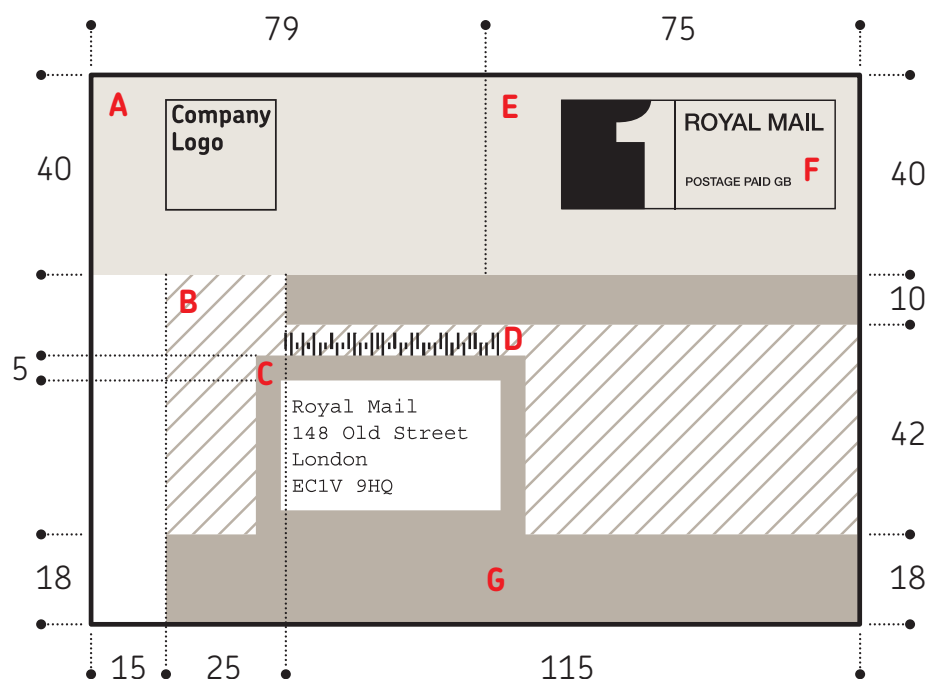 79 75
A
Company
Logo
E
ROYAL MAIL
POSTAGE PAID GB
F
1
40
40
B
10
D
5
C
Royal Mail
148 Old Street
London
EC1V 9HQ
42
18
G
18
15 25 115